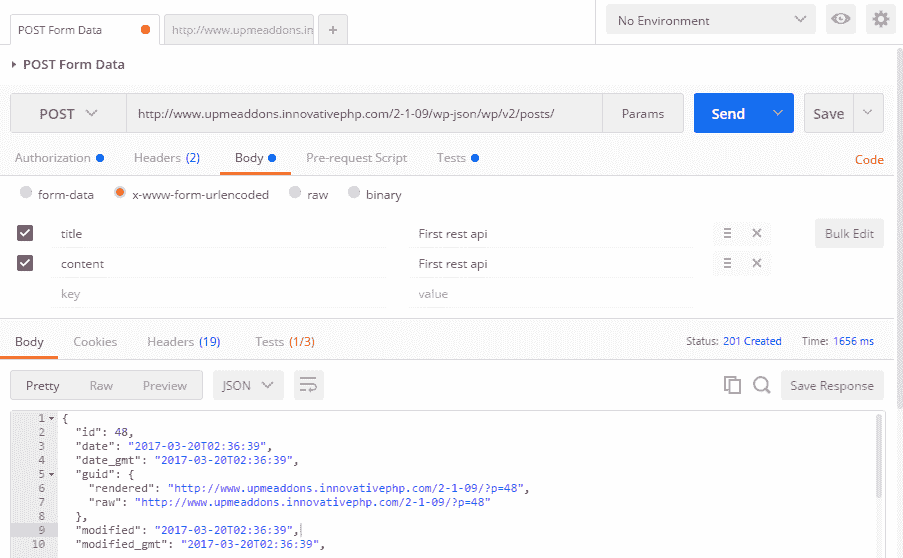 POST Form Data http://www.upmeaddons.in + No Environment
POST Form Data
POST http://www.upmeaddons.innovativephp.com/2-1-09/wp-json/wp/v2/posts/ Params Send Save
Authorization Headers (2) Body Pre-request Script Tests Code
form-data x-www-form-urlencoded raw binary
title First rest api Bulk Edit
content First rest api
key value
Body Cookies Headers (19) Tests (1/3) Status: 201 Created Time: 1656 ms
Pretty Raw Preview JSON Save Response
1 {
2 "id": 48,
3 "date": "2017-03-20T02:36:39",
4 "date_gmt": "2017-03-20T02:36:39",
5 "guid": {
6 "rendered": "http://www.upmeaddons.innovativephp.com/2-1-09/?p=48",
7 "raw": "http://www.upmeaddons.innovativephp.com/2-1-09/?p=48"
8 },
9 "modified": "2017-03-20T02:36:39",
10 "modified_gmt": "2017-03-20T02:36:39",